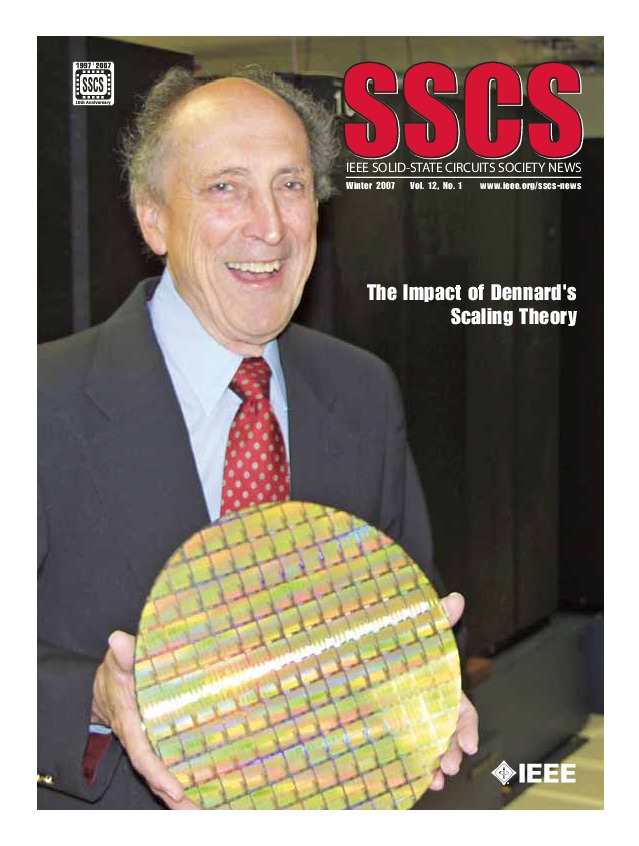 1997 2007
SSCS
10th Anniversary
SSCS
IEEE SOLID-STATE CIRCUITS SOCIETY NEWS
Winter 2007 Vol. 12, No. 1 www.ieee.org/sscs-news
The Impact of Dennard's
Scaling Theory
IEEE